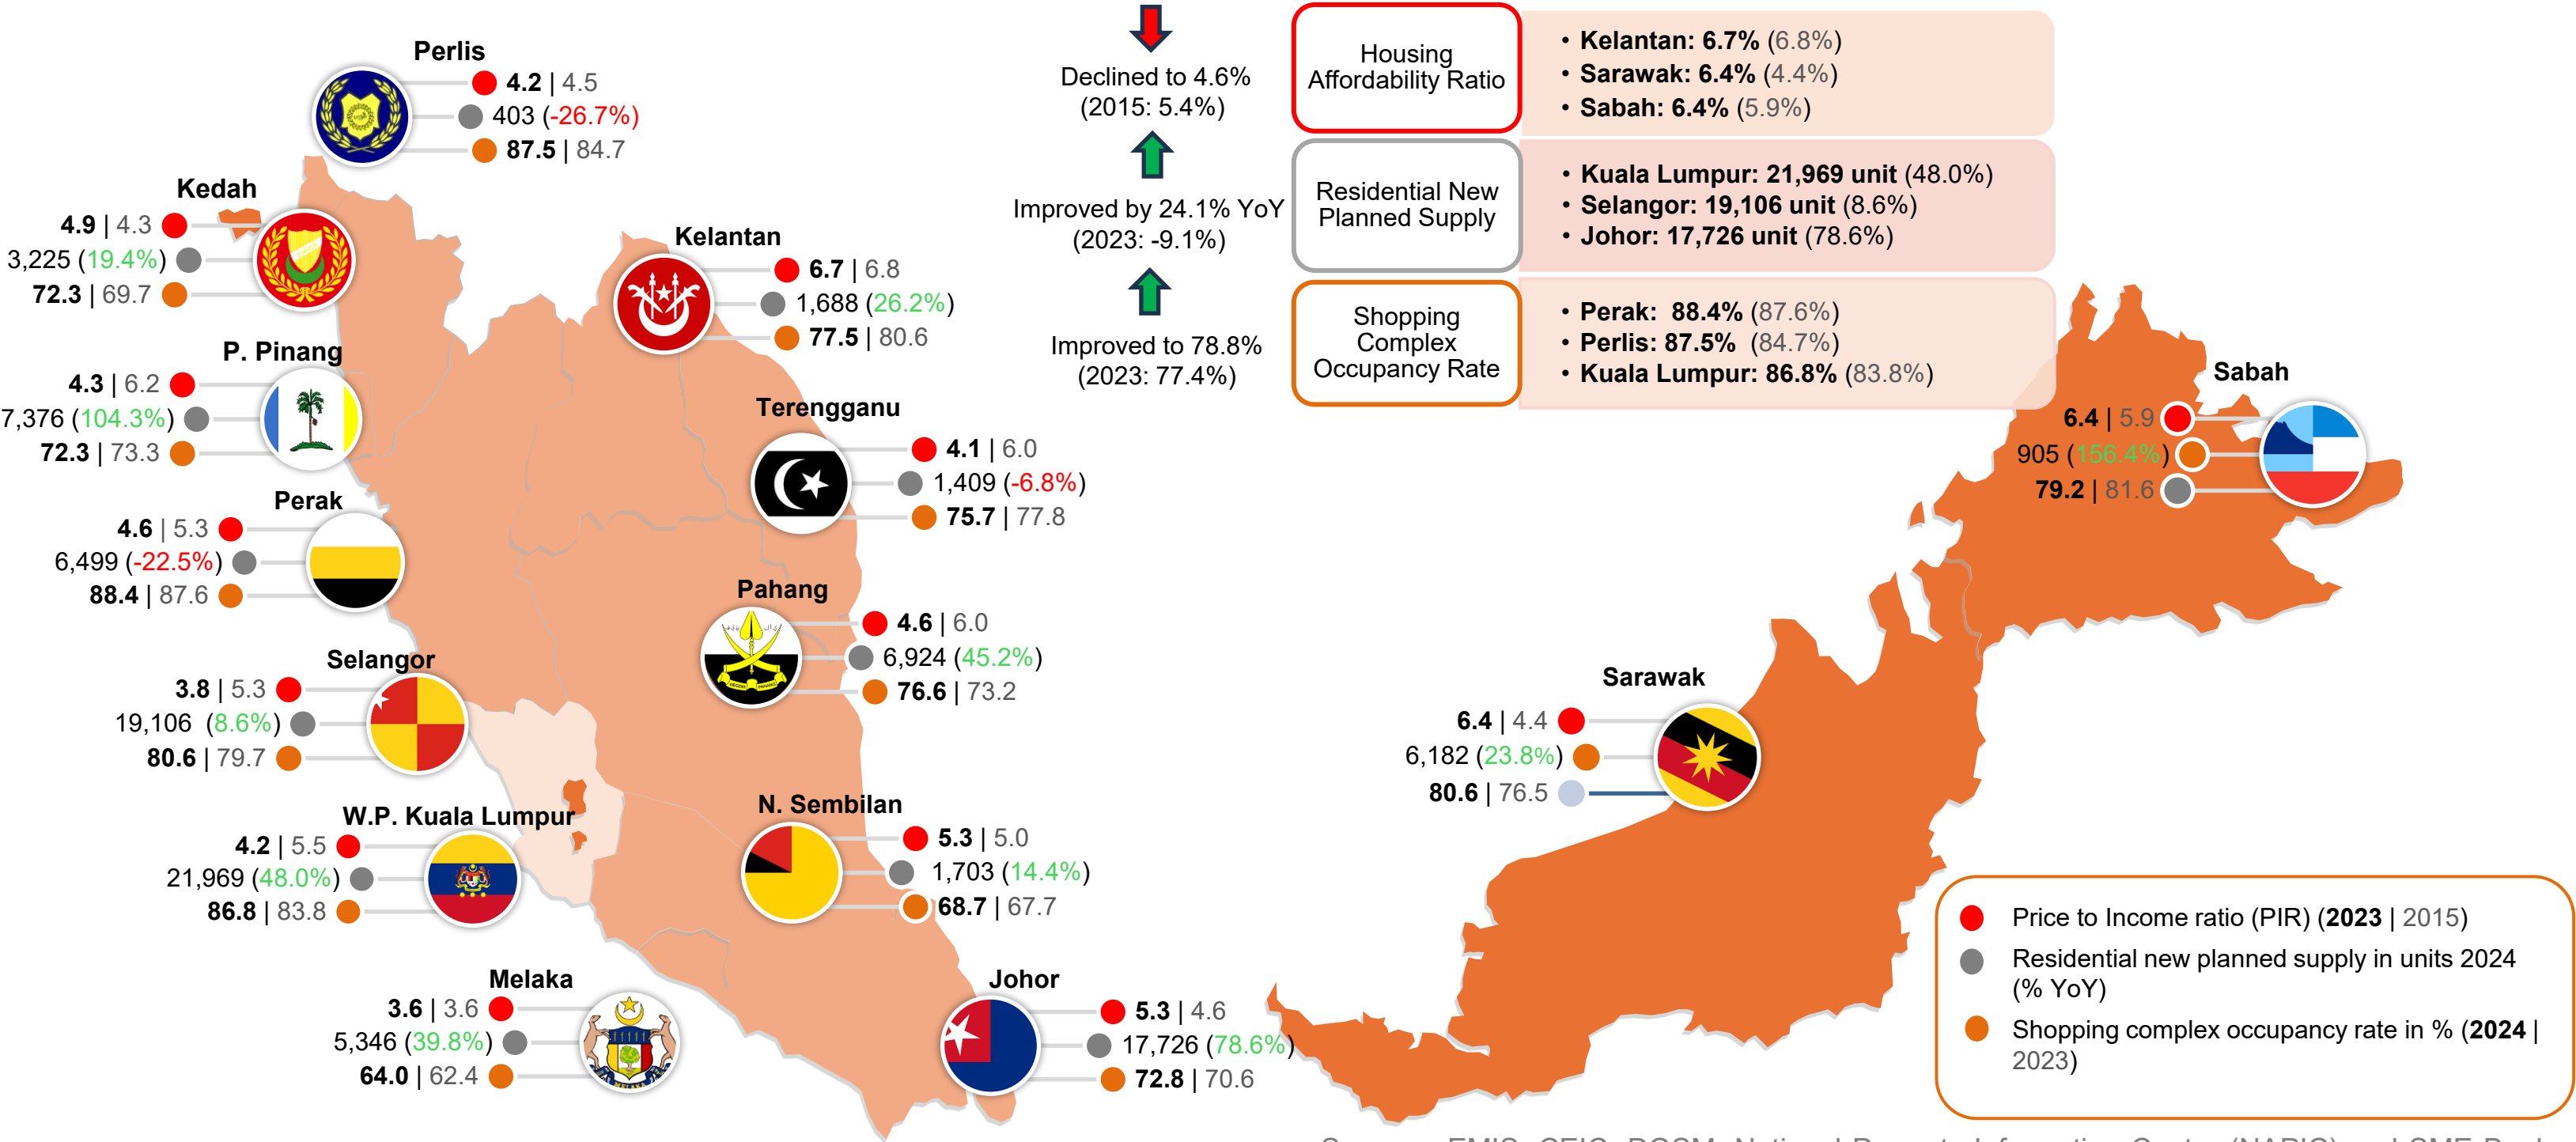 Perlis
4.2 | 4.5
403 (-26.7%)
87.5 | 84.7
Kedah
4.9 | 4.3
3,225 (19.4%)
72.3 | 69.7
Kelantan
6.7 | 6.8
1,688 (26.2%)
77.5 | 80.6
P. Pinang
4.3 | 6.2
7,376 (104.3%)
72.3 | 73.3
Terengganu
4.1 | 6.0
1,409 (-6.8%)
75.7 | 77.8
Perak
4.6 | 5.3
6,499 (-22.5%)
88.4 | 87.6
Pahang
4.6 | 6.0
6,924 (45.2%)
76.6 | 73.2
Selangor
3.8 | 5.3
19,106 (8.6%)
80.6 | 79.7
W.P. Kuala Lumpur
4.2 | 5.5
21,969 (48.0%)
86.8 | 83.8
N. Sembilan
5.3 | 5.0
1,703 (14.4%)
68.7 | 67.7
Melaka
3.6 | 3.6
5,346 (39.8%)
64.0 | 62.4
Johor
5.3 | 4.6
17,726 (78.6%)
72.8 | 70.6
Declined to 4.6%
(2015: 5.4%)
Housing
Affordability Ratio
• Kelantan: 6.7% (6.8%)
• Sarawak: 6.4% (4.4%)
• Sabah: 6.4% (5.9%)
Improved by 24.1% YoY
(2023: -9.1%)
Residential New
Planned Supply
• Kuala Lumpur: 21,969 unit (48.0%)
• Selangor: 19,106 unit (8.6%)
• Johor: 17,726 unit (78.6%)
Improved to 78.8%
(2023: 77.4%)
Shopping
Complex
Occupancy Rate
• Perak: 88.4% (87.6%)
• Perlis: 87.5% (84.7%)
• Kuala Lumpur: 86.8% (83.8%)
Sabah
6.4 | 5.9
905 (156.4%)
79.2 | 81.6
Sarawak
6.4 | 4.4
6,182 (23.8%)
80.6 | 76.5
Price to Income ratio (PIR) (2023 | 2015)
Residential new planned supply in units 2024
(% YoY)
Shopping complex occupancy rate in % (2024 |
2023)